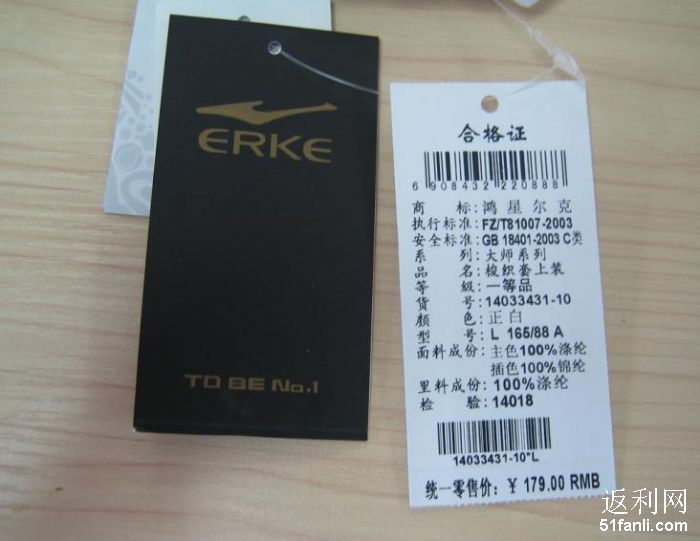 ERKE
TO BE No.1
合格证
6 908432 220888
商 标: 鸿星尔克
执行标准: FZ/T81007-2003
安全标准: GB 18401-2003 C类
系 列: 大师系列
品 名: 梭织套上装
等 级: 一等品
货 号: 14033431-10
颜 色: 正白
型 号: L 165/88 A
面料成份: 主色100%涤纶
插色100%锦纶
里料成份: 100%涤纶
检 验: 14018
14033431-10*L
统一零售价: ¥ 179.00 RMB
返利网
51fanli.com